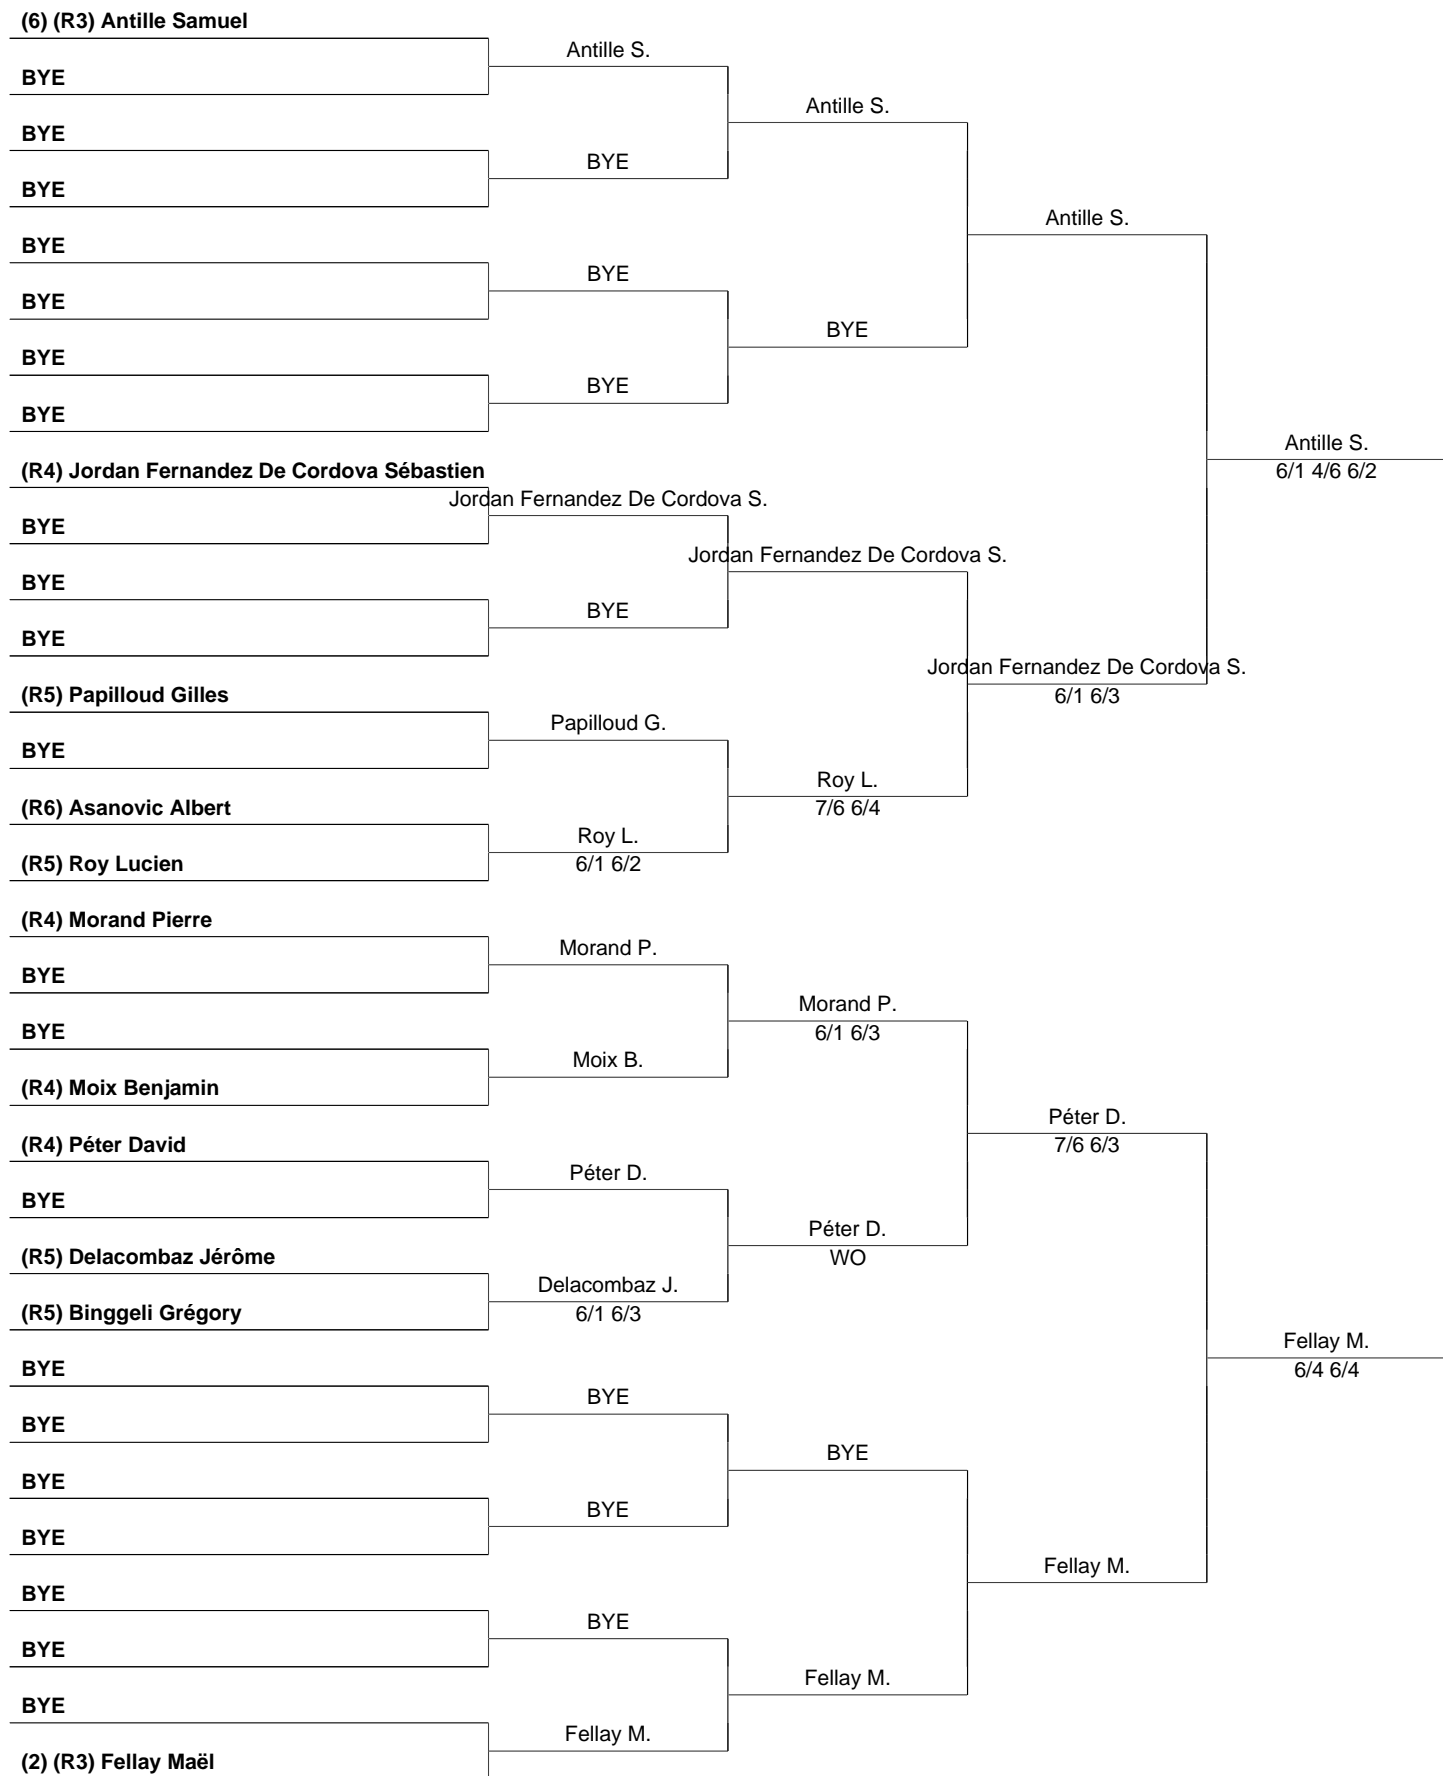 (6) (R3) Antille Samuel
Antille S.
BYE
Antille S.
BYE
BYE
BYE
Antille S.
BYE
BYE
BYE
BYE
BYE
BYE
BYE
Antille S.
(R4) Jordan Fernandez De Cordova Sébastien
6/1 4/6 6/2
Jordan Fernandez De Cordova S.
BYE
Jordan Fernandez De Cordova S.
BYE
BYE
BYE
Jordan Fernandez De Cordova S.
(R5) Papilloud Gilles
6/1 6/3
Papilloud G.
BYE
Roy L.
(R6) Asanovic Albert
7/6 6/4
Roy L.
(R5) Roy Lucien
6/1 6/2
(R4) Morand Pierre
Morand P.
BYE
Morand P.
BYE
6/1 6/3
Moix B.
(R4) Moix Benjamin
Péter D.
(R4) Péter David
7/6 6/3
Péter D.
BYE
Péter D.
(R5) Delacombaz Jérôme
WO
Delacombaz J.
(R5) Binggeli Grégory
6/1 6/3
Fellay M.
BYE
6/4 6/4
BYE
BYE
BYE
BYE
BYE
BYE
Fellay M.
BYE
BYE
BYE
Fellay M.
BYE
Fellay M.
(2) (R3) Fellay Maël